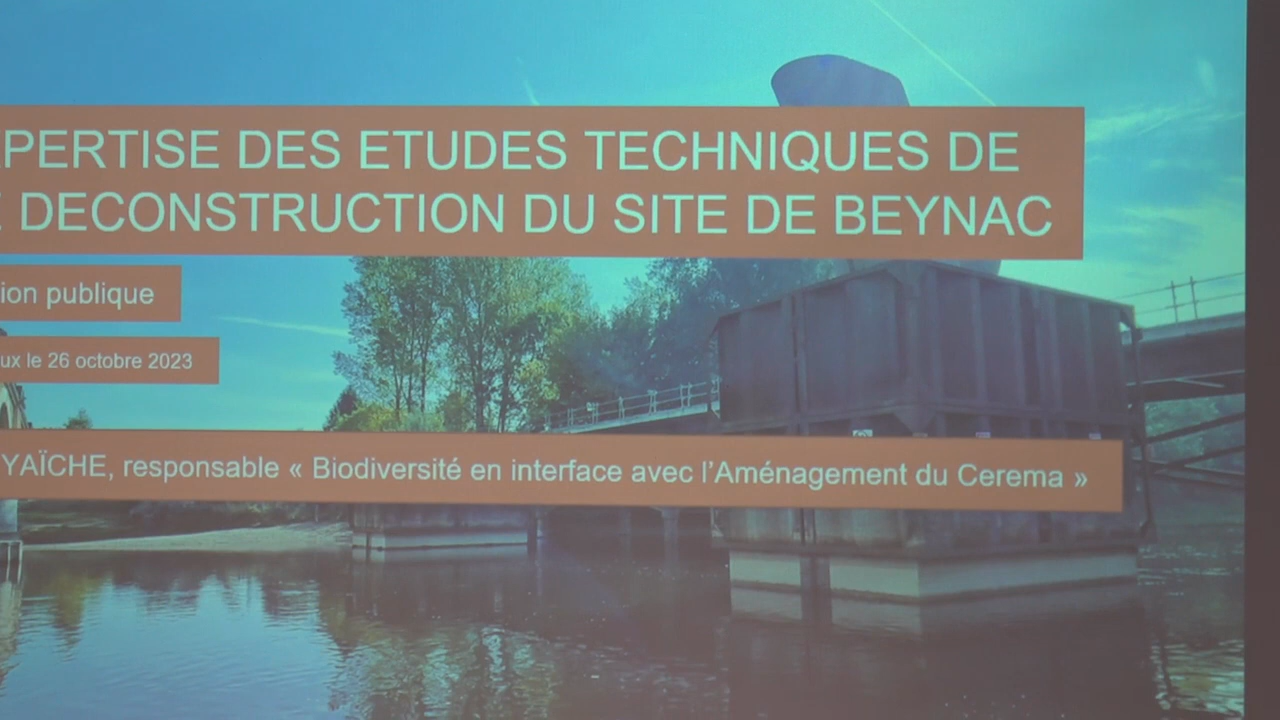 PERTISE DES ETUDES TECHNIQUES DE
DECONSTRUCTION DU SITE DE BEYNAC
ion publique
ux le 26 octobre 2023
YAÏCHE, responsable « Biodiversité en interface avec l’Aménagement du Cerema »